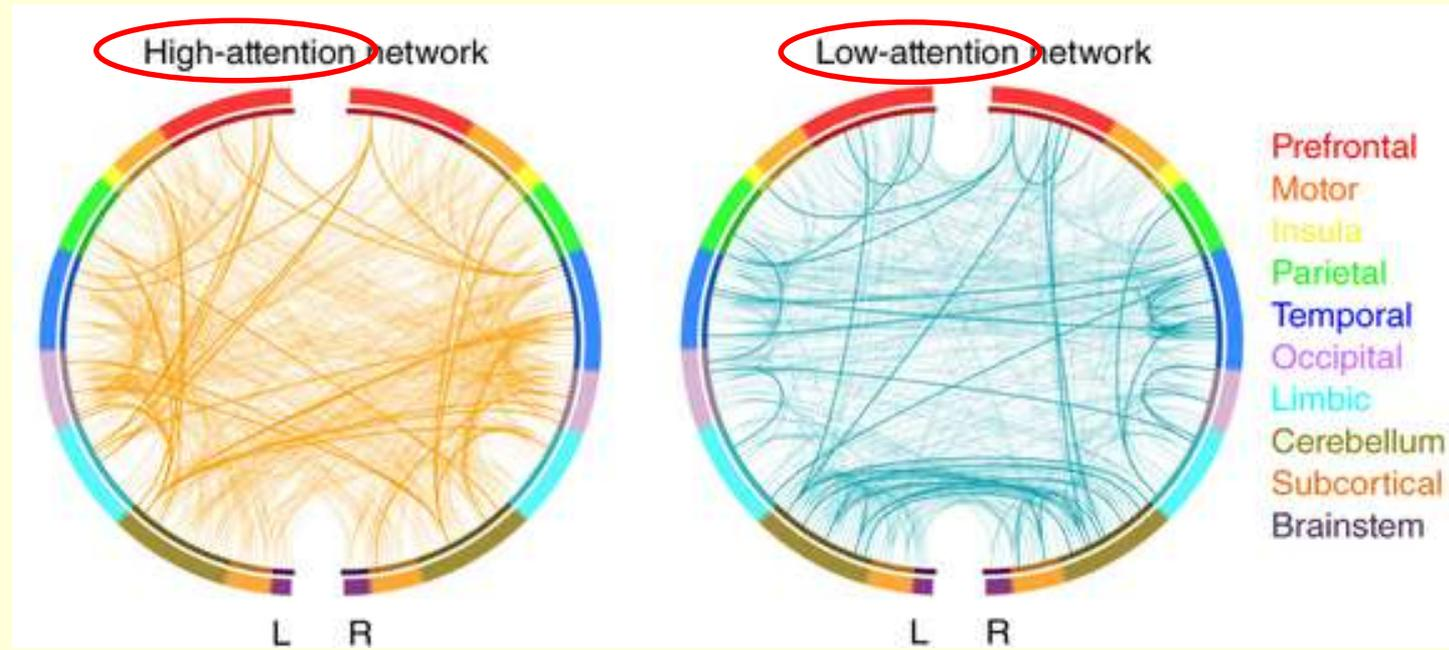 High-attention network
Low-attention network
Prefrontal
Motor
Insula
Parietal
Temporal
Occipital
Limbic
Cerebellum
Subcortical
Brainstem
L R
L R